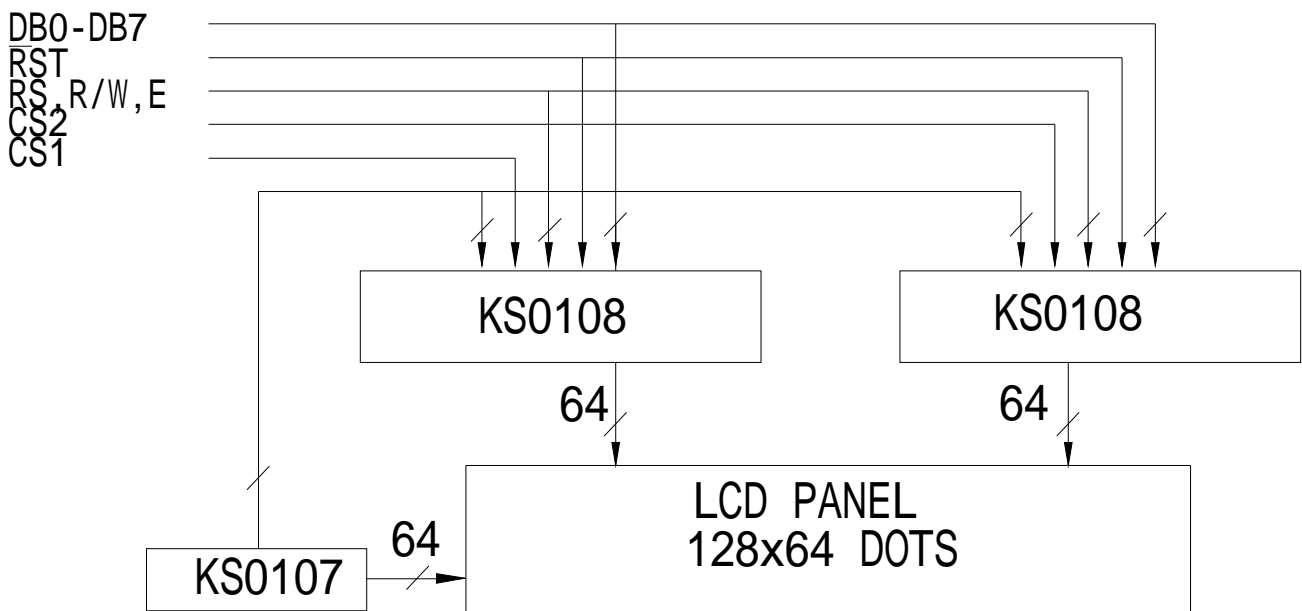 DB0-DB7
RST
RS,R/W,E
CS2
CS1
KS0108
KS0108
64
64
LCD PANEL
128x64 DOTS
64
KS0107